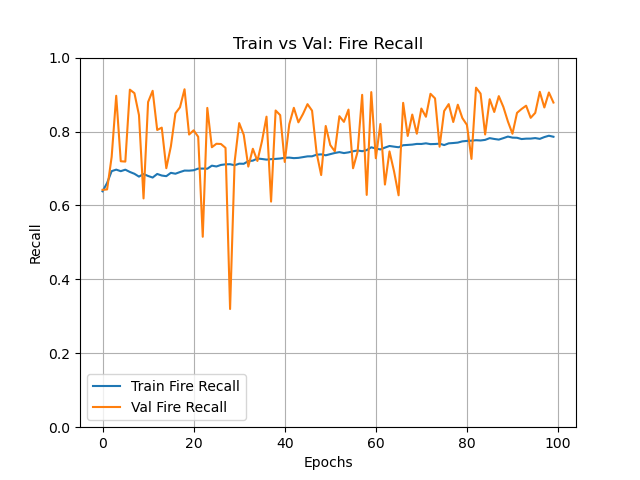 Train vs Val: Fire Recall
1.0
0.8
0.6
0.4
0.2
0.0
Recall
Train Fire Recall
Val Fire Recall
0 20 40 60 80 100
Epochs